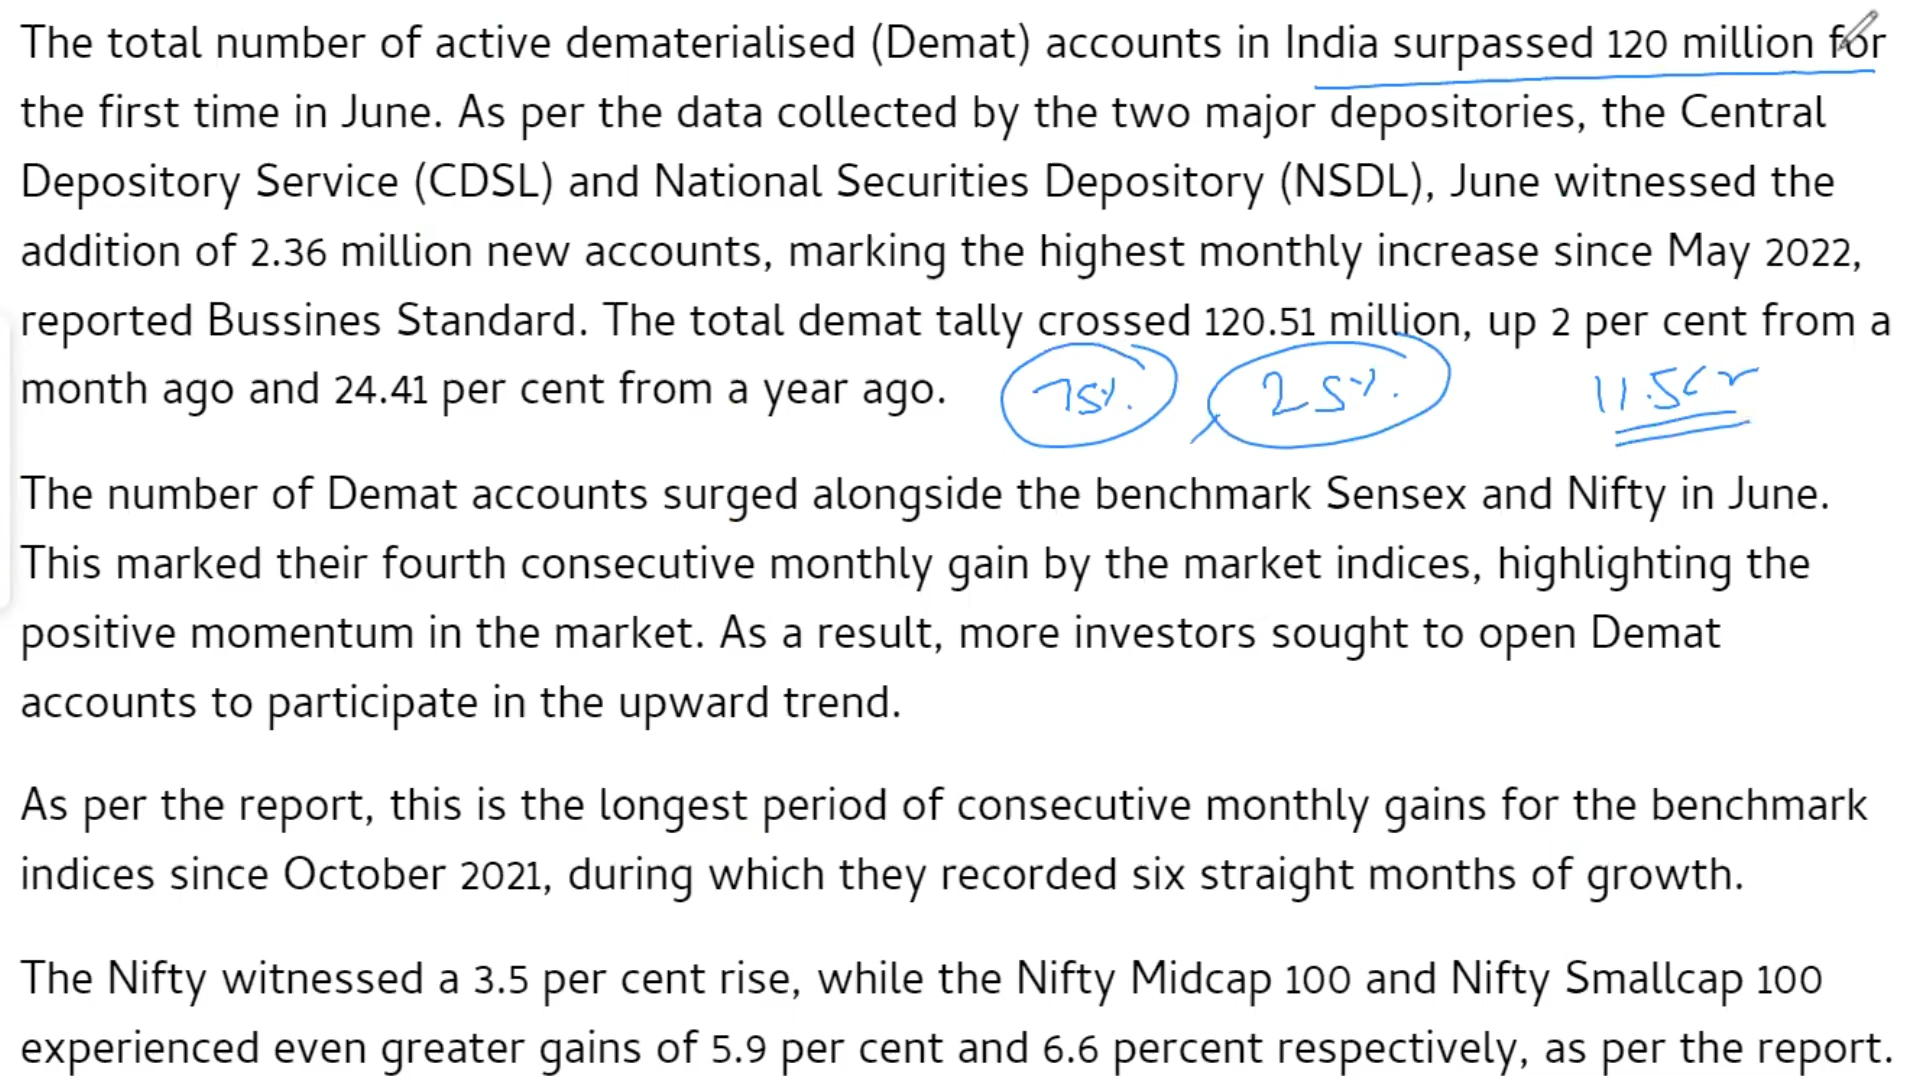 The total number of active dematerialised (Demat) accounts in India surpassed 120 million for
the first time in June. As per the data collected by the two major depositories, the Central
Depository Service (CDSL) and National Securities Depository (NSDL), June witnessed the
addition of 2.36 million new accounts, marking the highest monthly increase since May 2022,
reported Bussines Standard. The total demat tally crossed 120.51 million, up 2 per cent from a
month ago and 24.41 per cent from a year ago.
75%. 25%. 11.5Cr
The number of Demat accounts surged alongside the benchmark Sensex and Nifty in June.
This marked their fourth consecutive monthly gain by the market indices, highlighting the
positive momentum in the market. As a result, more investors sought to open Demat
accounts to participate in the upward trend.
As per the report, this is the longest period of consecutive monthly gains for the benchmark
indices since October 2021, during which they recorded six straight months of growth.
The Nifty witnessed a 3.5 per cent rise, while the Nifty Midcap 100 and Nifty Smallcap 100
experienced even greater gains of 5.9 per cent and 6.6 percent respectively, as per the report.